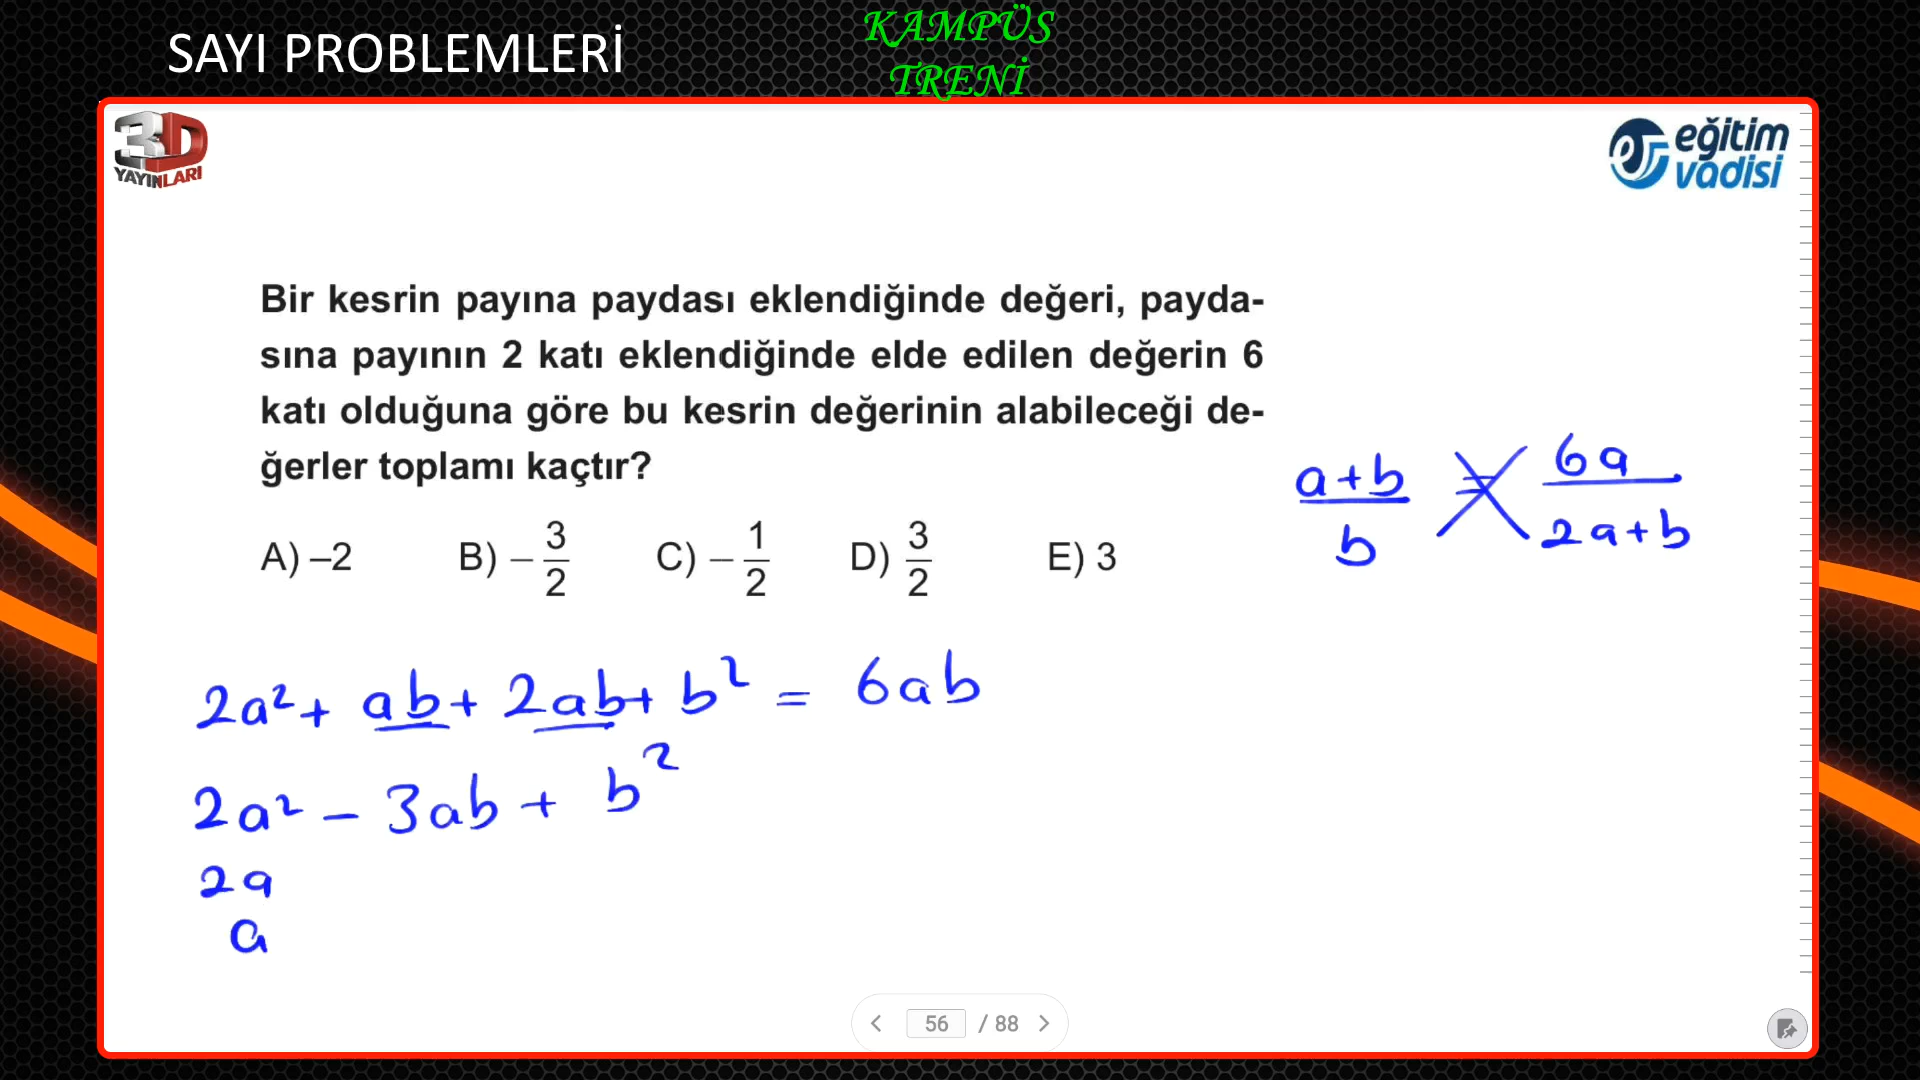 SAYI PROBLEMLERİ
KAMPÜS
TRENİ
3D
YAYINLARI
eğitim
vadisi
Bir kesrin payına paydası eklendiğinde değeri, payda-
sına payının 2 katı eklendiğinde elde edilen değerin 6
katı olduğuna göre bu kesrin değerinin alabileceği de-
ğerler toplamı kaçtır?
A) –2 B) –3/2 C) –1/2 D) 3/2 E) 3
a+b/b = 6a/2a+b
2a²+ ab+ 2ab+ b² = 6ab
2a² – 3ab + b²
2a
a
56 / 88